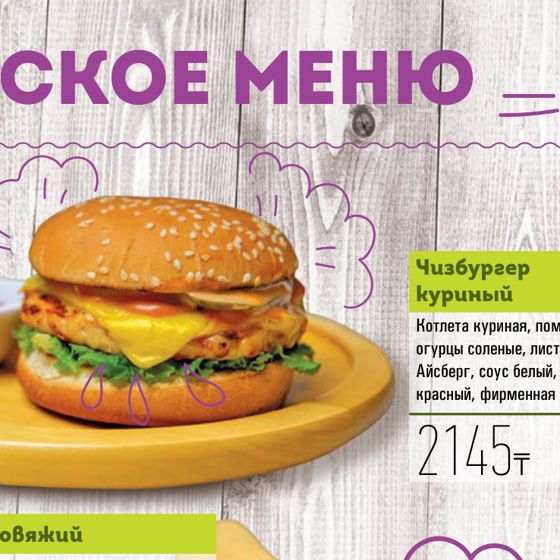 СКОЕ МЕНЮ
Чизбургер
куриный
Котлета куриная, пом
огурцы соленые, лист
Айсберг, соус белый,
красный, фирменная
2145₸
овяжий